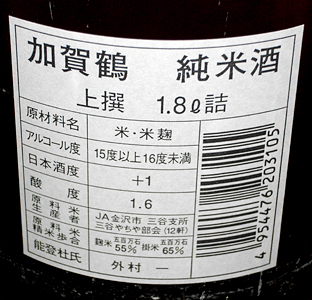 加賀鶴 純米酒
上撰 1.8ℓ詰
原材料名 米・米麹
アルコール度 15度以上16度未満
日本酒度 +1
酸度 1.6
原料米生産者 JA金沢市 三谷支所 三谷やちや部会(12軒)
原料米精米歩合 麹米 五百万石 55% 掛米 五百万石 65%
能登杜氏 外村 一
4954476203105